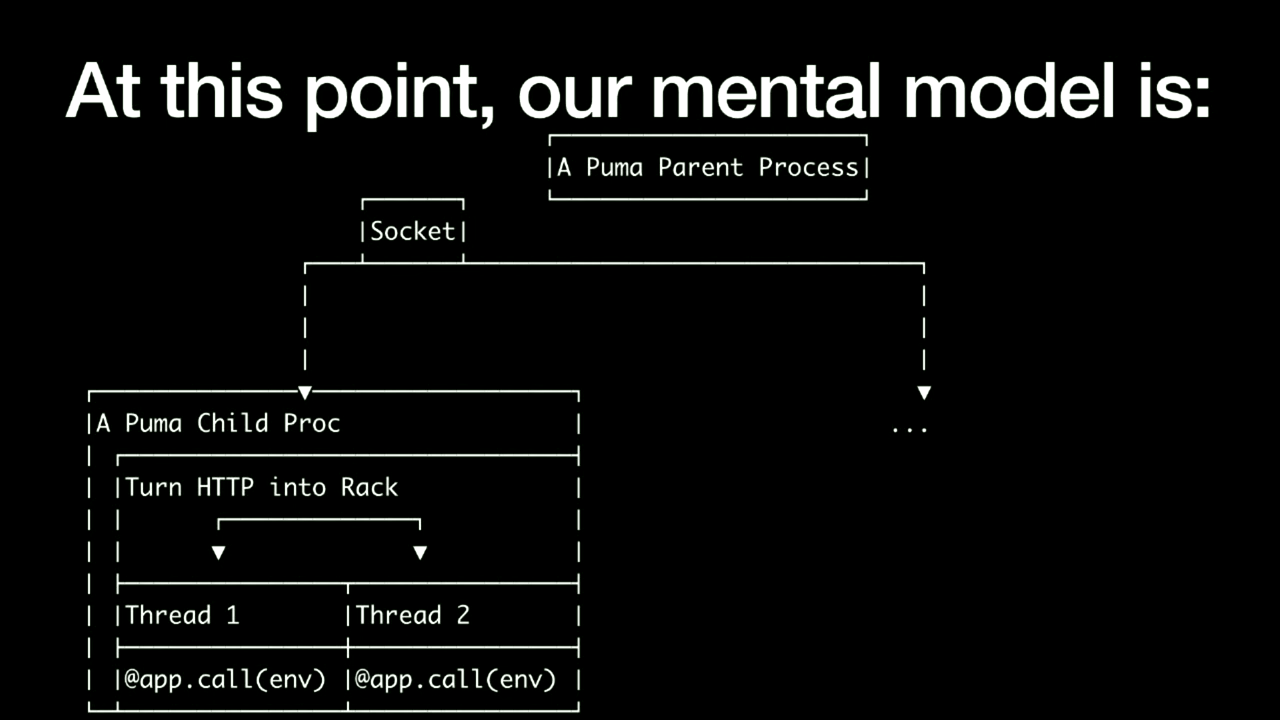 At this point, our mental model is:
A Puma Parent Process
Socket
A Puma Child Proc
...
Turn HTTP into Rack
Thread 1
Thread 2
@app.call(env)
@app.call(env)